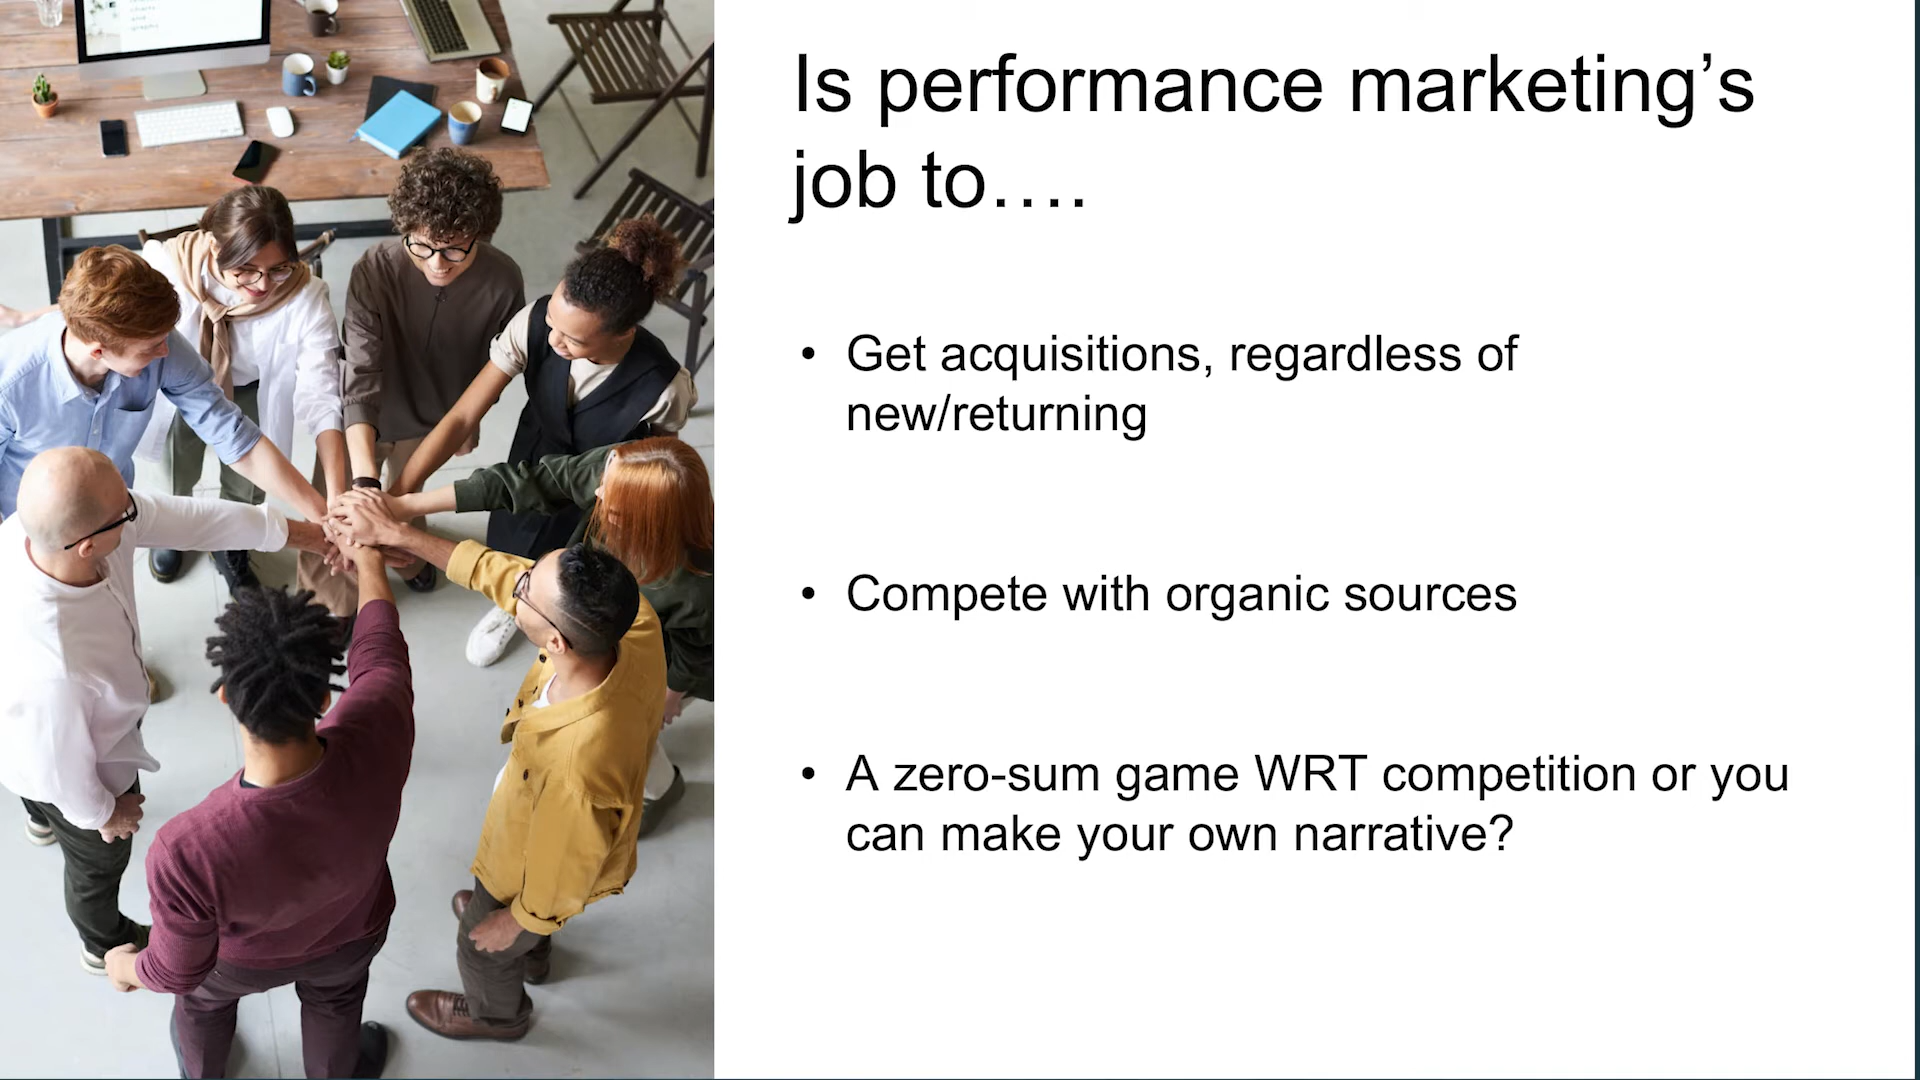 Is performance marketing’s
job to….
• Get acquisitions, regardless of
new/returning
• Compete with organic sources
• A zero-sum game WRT competition or you
can make your own narrative?